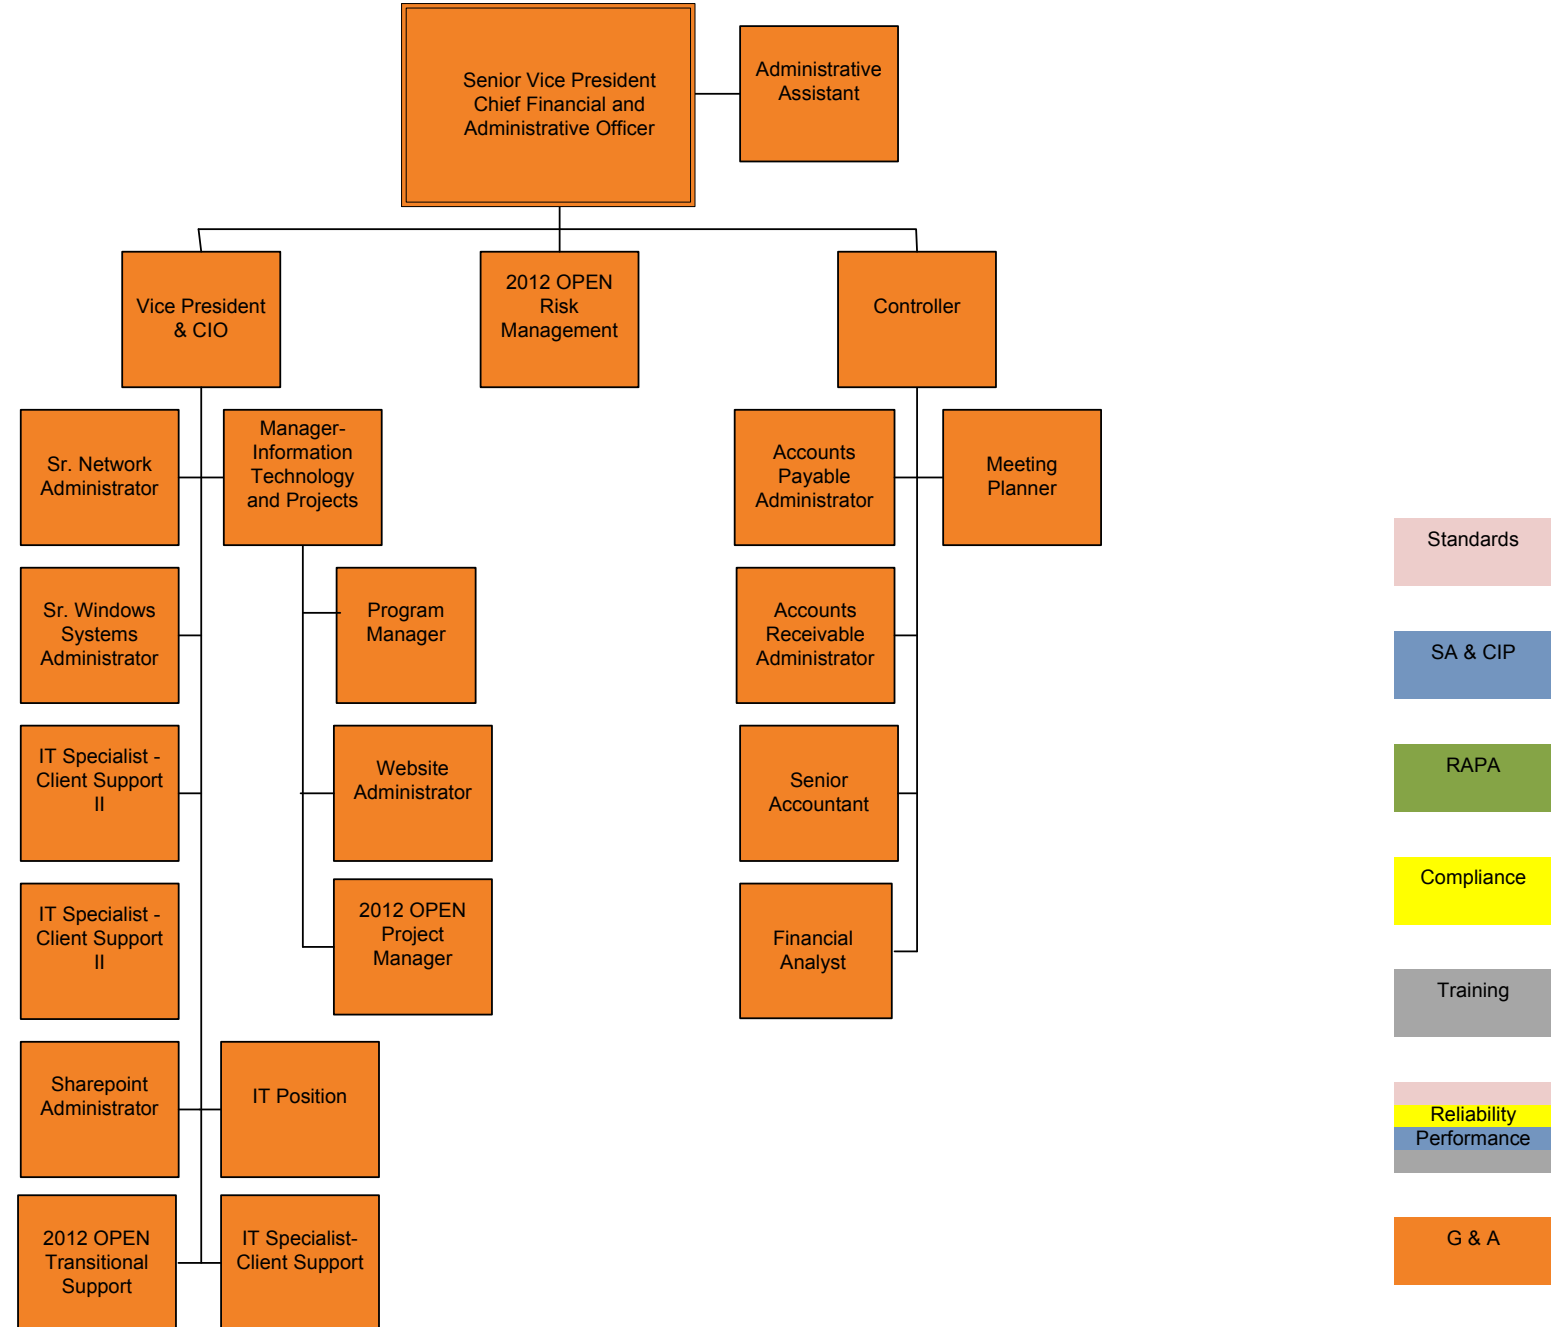 Senior Vice President
Chief Financial and
Administrative Officer
Administrative
Assistant
Vice President
& CIO
2012 OPEN
Risk
Management
Controller
Sr. Network
Administrator
Manager-
Information
Technology
and Projects
Accounts
Payable
Administrator
Meeting
Planner
Sr. Windows
Systems
Administrator
Program
Manager
Accounts
Receivable
Administrator
IT Specialist -
Client Support
II
Website
Administrator
Senior
Accountant
IT Specialist -
Client Support
II
2012 OPEN
Project
Manager
Financial
Analyst
Sharepoint
Administrator
IT Position
2012 OPEN
Transitional
Support
IT Specialist-
Client Support
Standards
SA & CIP
RAPA
Compliance
Training
Reliability
Performance
G & A